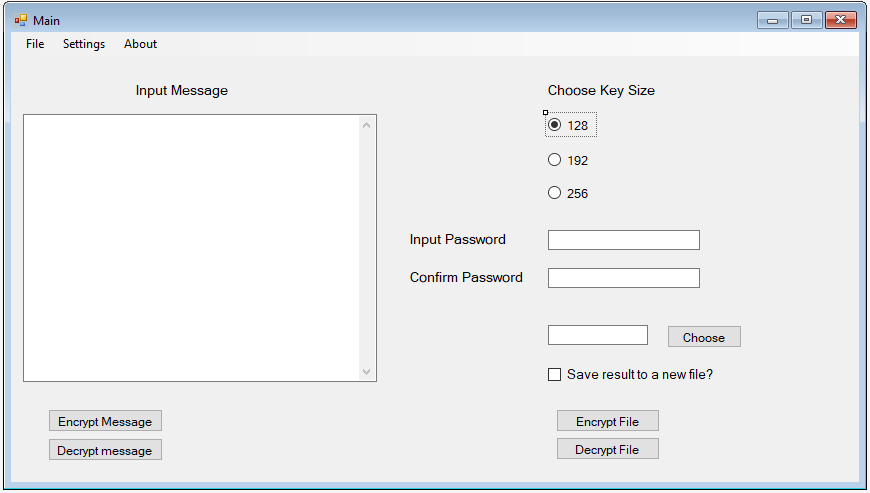 Main
File Settings About
Input Message
Choose Key Size
128
192
256
Input Password
Confirm Password
Choose
Save result to a new file?
Encrypt Message
Decrypt message
Encrypt File
Decrypt File